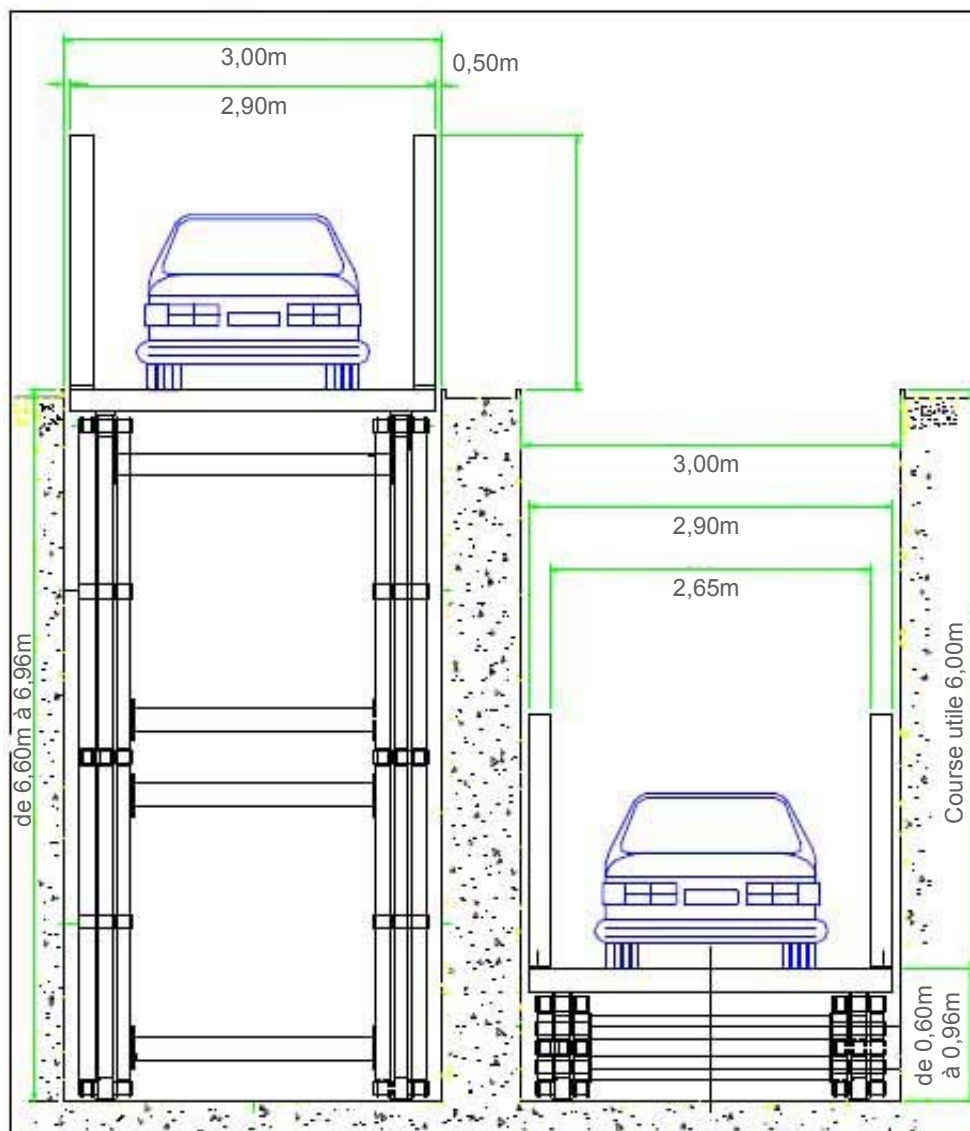 3,00m
0,50m
2,90m
3,00m
2,90m
2,65m
de 6,60m à 6,96m
Course utile 6,00m
de 0,60m
à 0,96m